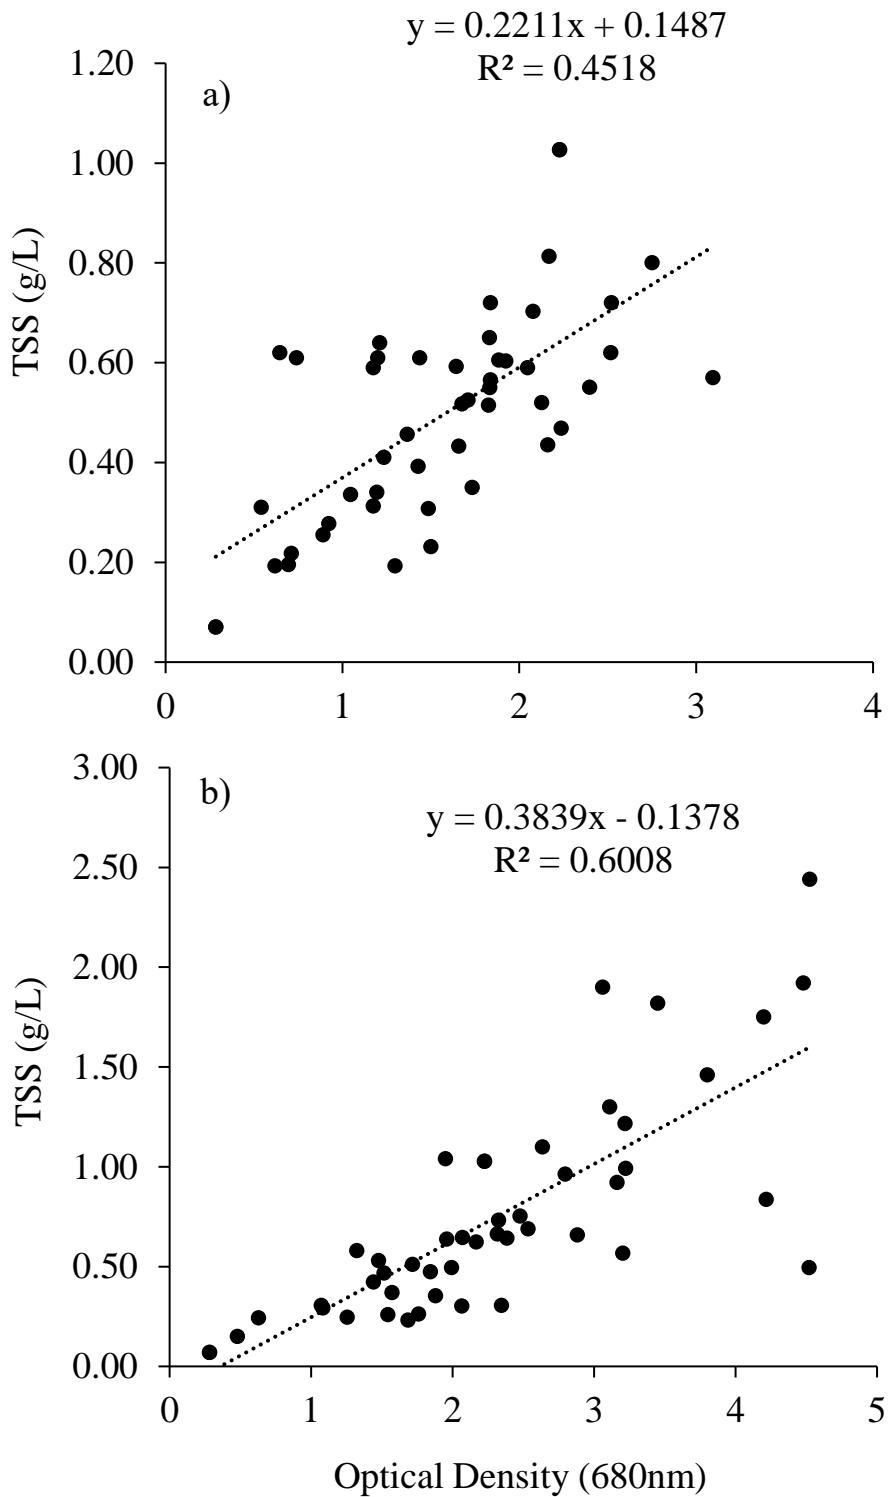 y = 0.2211x + 0.1487
R² = 0.4518
a)
1.20
1.00
0.80
0.60
0.40
0.20
0.00
TSS (g/L)
0 1 2 3 4
b)
y = 0.3839x - 0.1378
R² = 0.6008
3.00
2.50
2.00
1.50
1.00
0.50
0.00
TSS (g/L)
0 1 2 3 4 5
Optical Density (680nm)